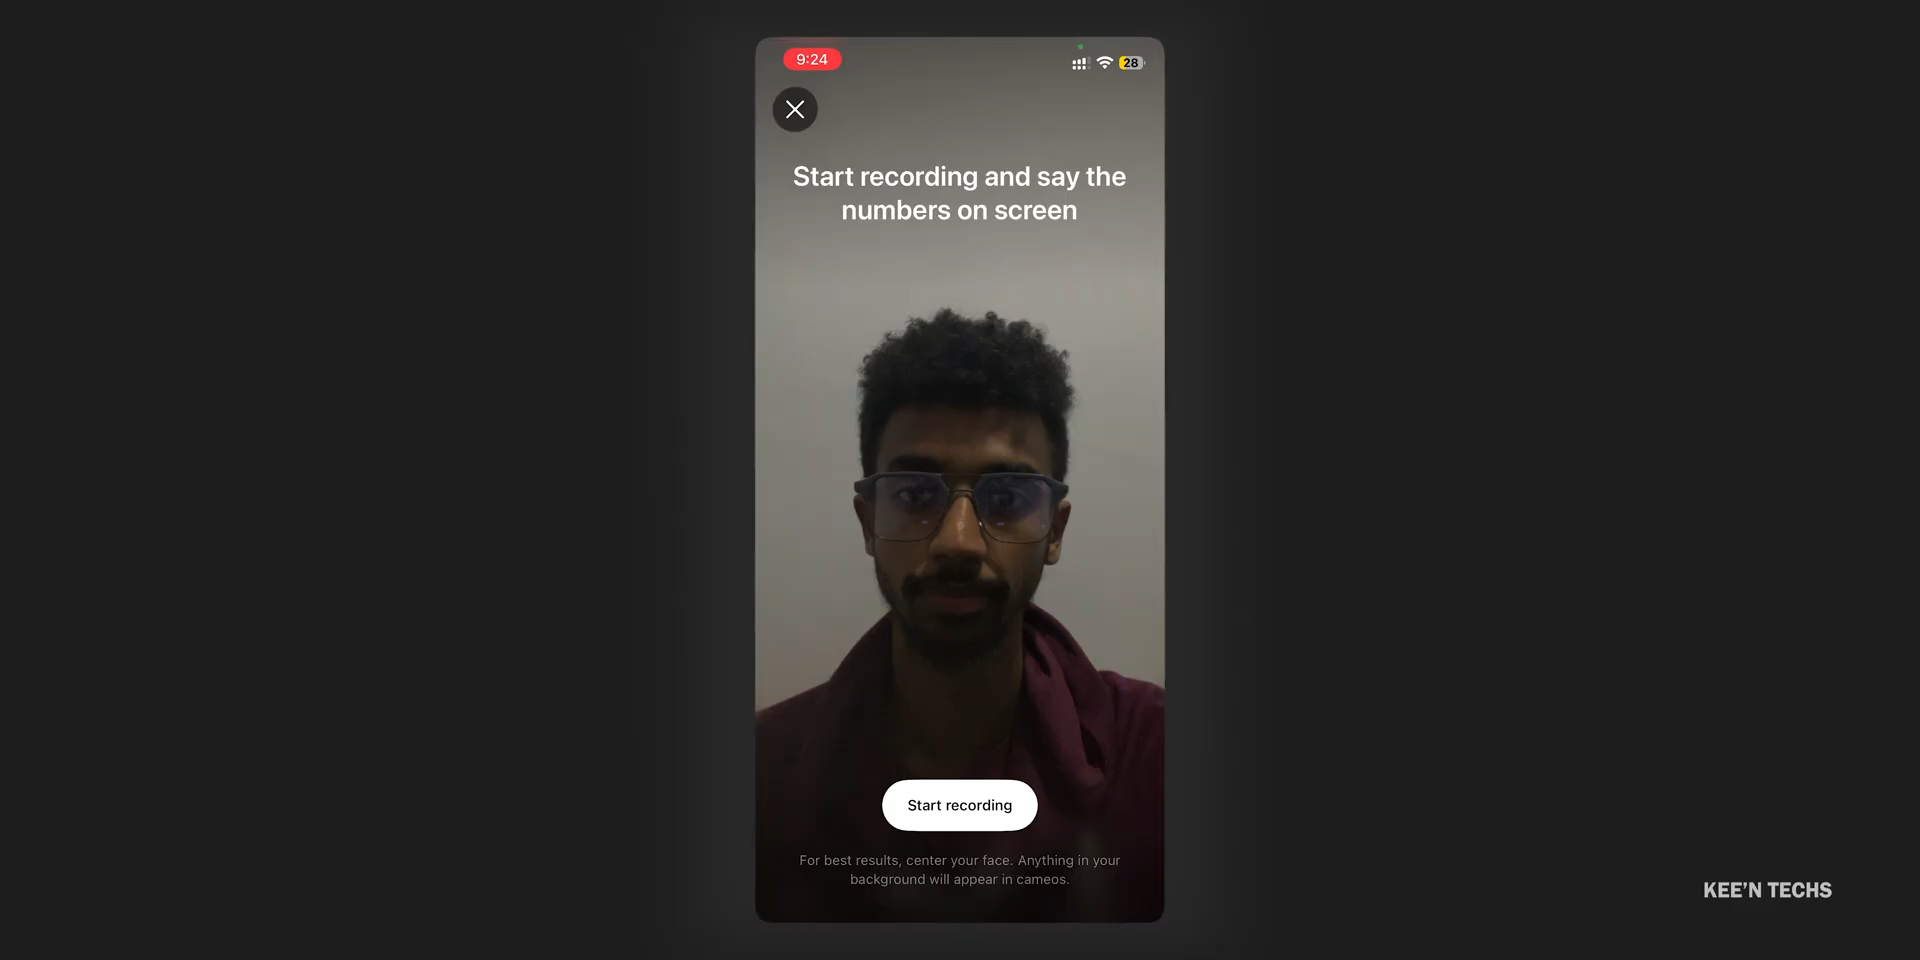 9:24
28
Start recording and say the
numbers on screen
Start recording
For best results, center your face. Anything in your
background will appear in cameos.
KEE'N TECHS